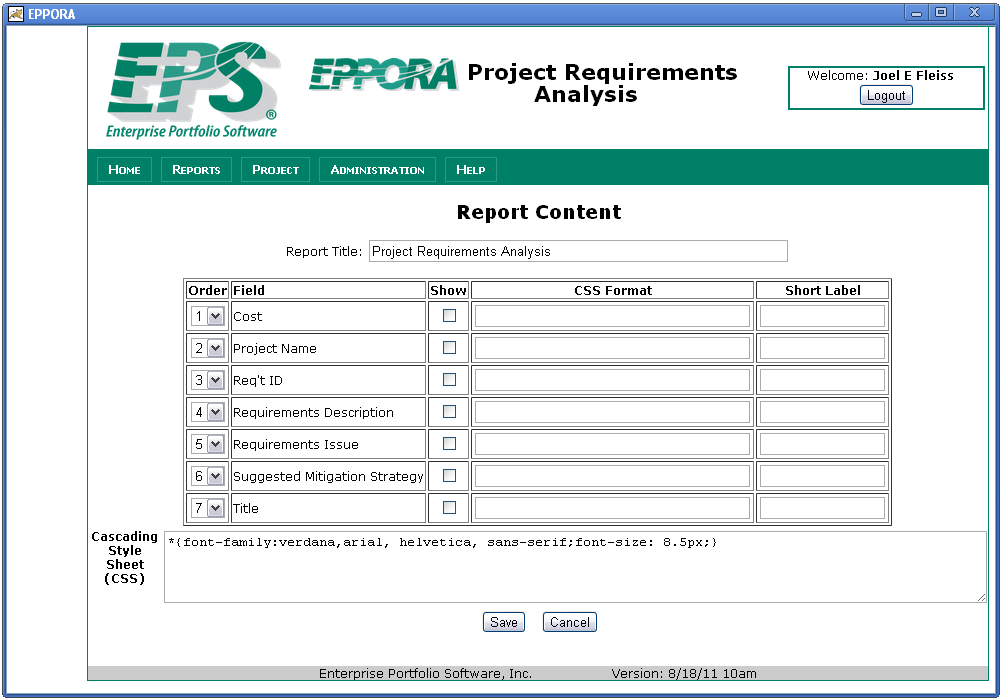 EPPORA
EPS®
Enterprise Portfolio Software
EPPORA
Project Requirements
Analysis
Welcome: Joel E Fleiss
Logout
Home Reports Project Administration Help
Report Content
Report Title: Project Requirements Analysis
Order Field Show CSS Format Short Label
1 Cost
2 Project Name
3 Req't ID
4 Requirements Description
5 Requirements Issue
6 Suggested Mitigation Strategy
7 Title
Cascading
Style
Sheet
(CSS)
*{font-family:verdana,arial, helvetica, sans-serif;font-size: 8.5px;}
Save Cancel
Enterprise Portfolio Software, Inc. Version: 8/18/11 10am